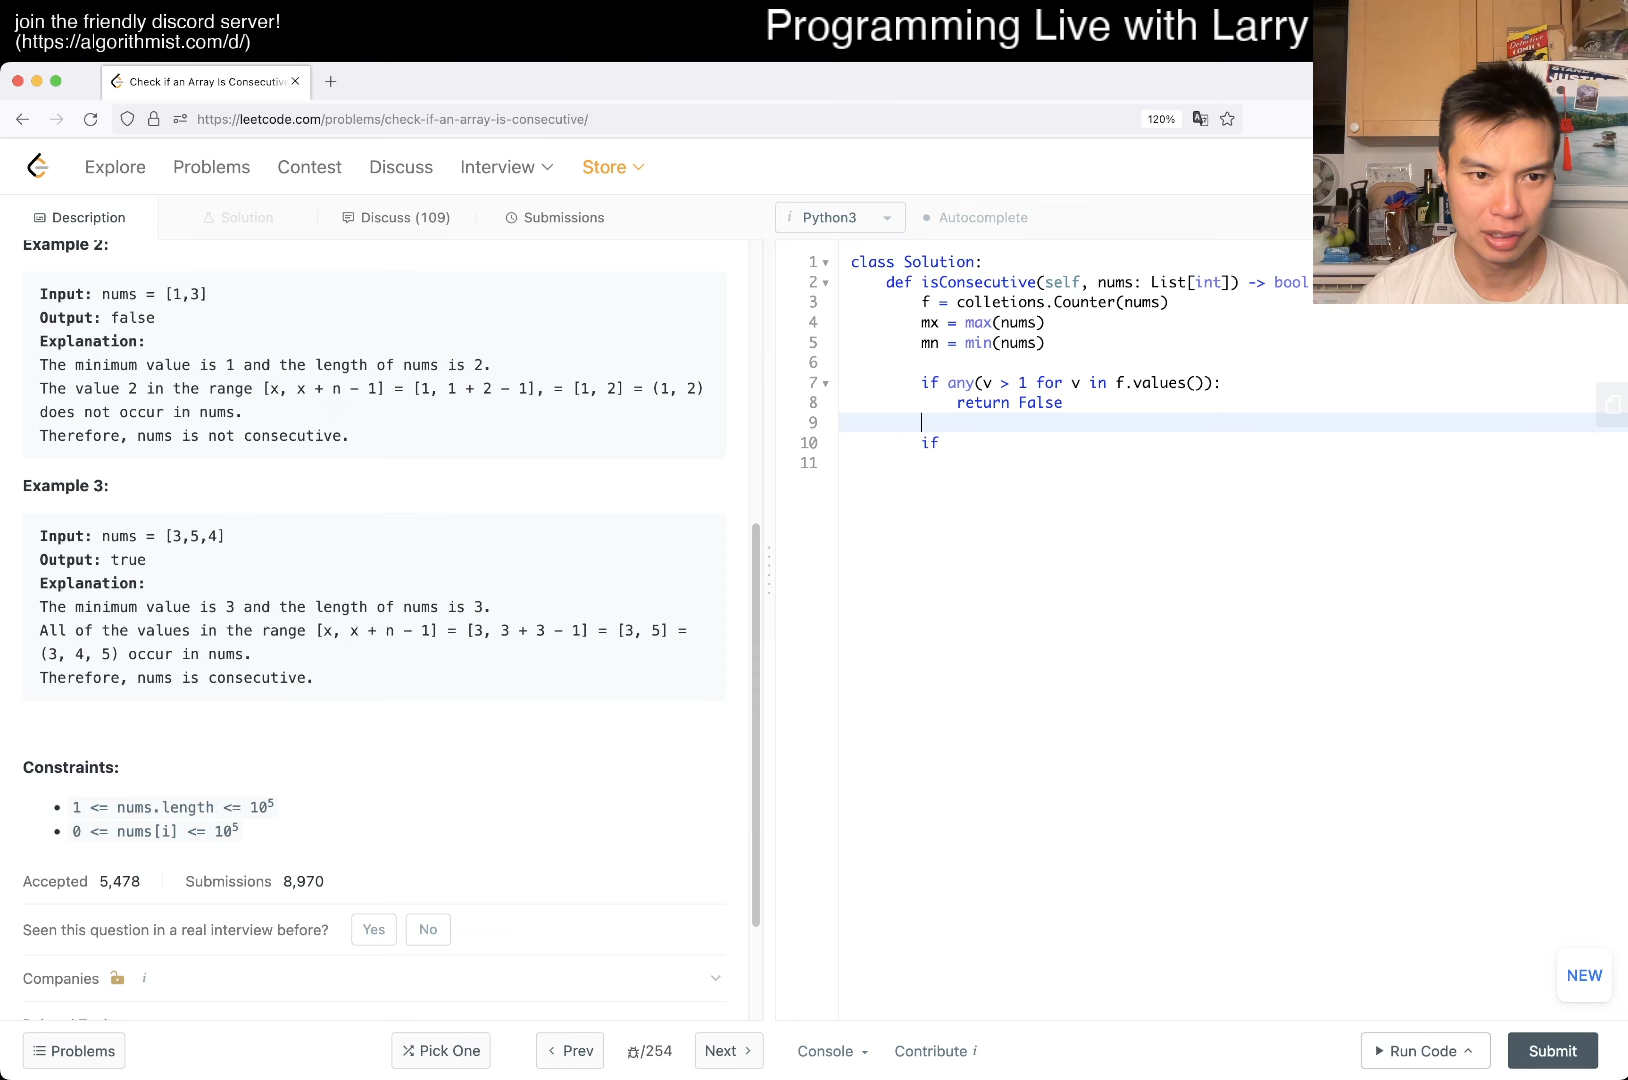 join the friendly discord server!
(https://algorithmist.com/d/)
Programming Live with Larry
Check if an Array Is Consecutive
https://leetcode.com/problems/check-if-an-array-is-consecutive/
120%
Explore
Problems
Contest
Discuss
Interview
Store
Description
Solution
Discuss (109)
Submissions
Example 2:
Input: nums = [1,3]
Output: false
Explanation:
The minimum value is 1 and the length of nums is 2.
The value 2 in the range [x, x + n - 1] = [1, 1 + 2 - 1], = [1, 2] = (1, 2)
does not occur in nums.
Therefore, nums is not consecutive.
Example 3:
Input: nums = [3,5,4]
Output: true
Explanation:
The minimum value is 3 and the length of nums is 3.
All of the values in the range [x, x + n - 1] = [3, 3 + 3 - 1] = [3, 5] =
(3, 4, 5) occur in nums.
Therefore, nums is consecutive.
Constraints:
1 <= nums.length <= 10^5
0 <= nums[i] <= 10^5
Accepted 5,478
Submissions 8,970
Seen this question in a real interview before?
Yes
No
Companies i
Problems
Pick One
Prev
/254
Next
i Python3
Autocomplete
1 class Solution:
2 def isConsecutive(self, nums: List[int]) -> bool
3 f = colletions.Counter(nums)
4 mx = max(nums)
5 mn = min(nums)
6
7 if any(v > 1 for v in f.values()):
8 return False
9
10 if
11
NEW
Console
Contribute i
Run Code
Submit